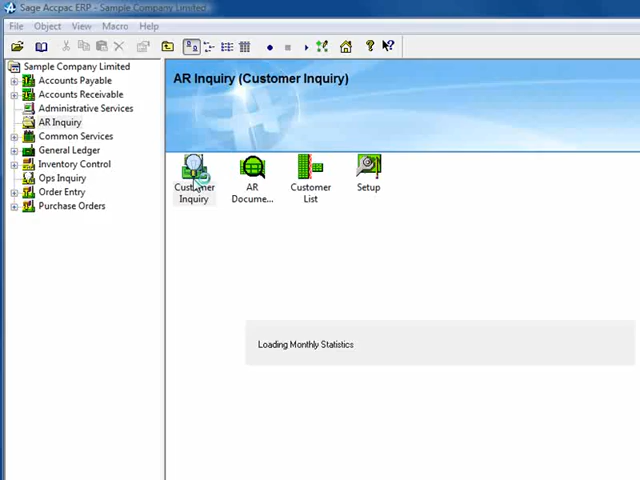 Sage Accpac ERP - Sample Company Limited
File Object View Macro Help
Sample Company Limited
Accounts Payable
Accounts Receivable
Administrative Services
AR Inquiry
Common Services
General Ledger
Inventory Control
Ops Inquiry
Order Entry
Purchase Orders
AR Inquiry (Customer Inquiry)
Customer
Inquiry
AR
Docume...
Customer
List
Setup
Loading Monthly Statistics